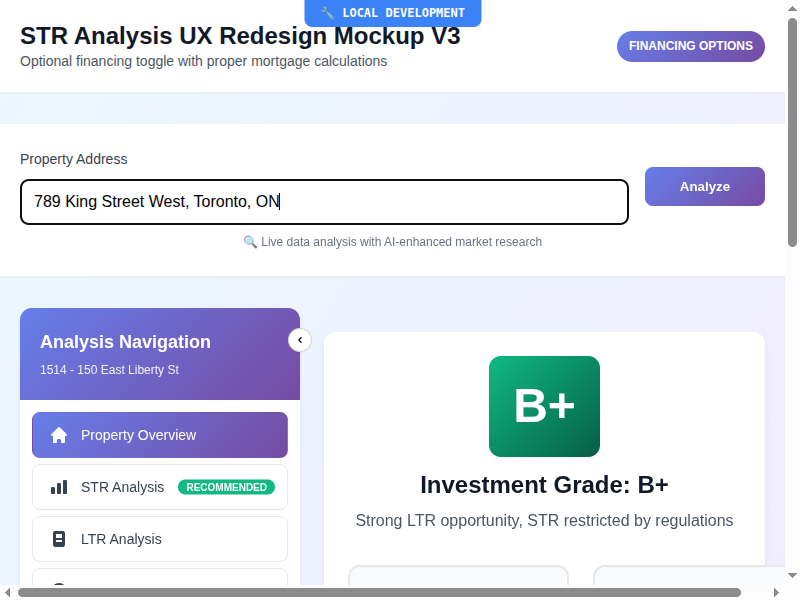 🔧 LOCAL DEVELOPMENT
STR Analysis UX Redesign Mockup V3
Optional financing toggle with proper mortgage calculations
FINANCING OPTIONS
Property Address
789 King Street West, Toronto, ON
Analyze
🔍 Live data analysis with AI-enhanced market research
Analysis Navigation
1514 - 150 East Liberty St
Property Overview
STR Analysis RECOMMENDED
LTR Analysis
B+
Investment Grade: B+
Strong LTR opportunity, STR restricted by regulations